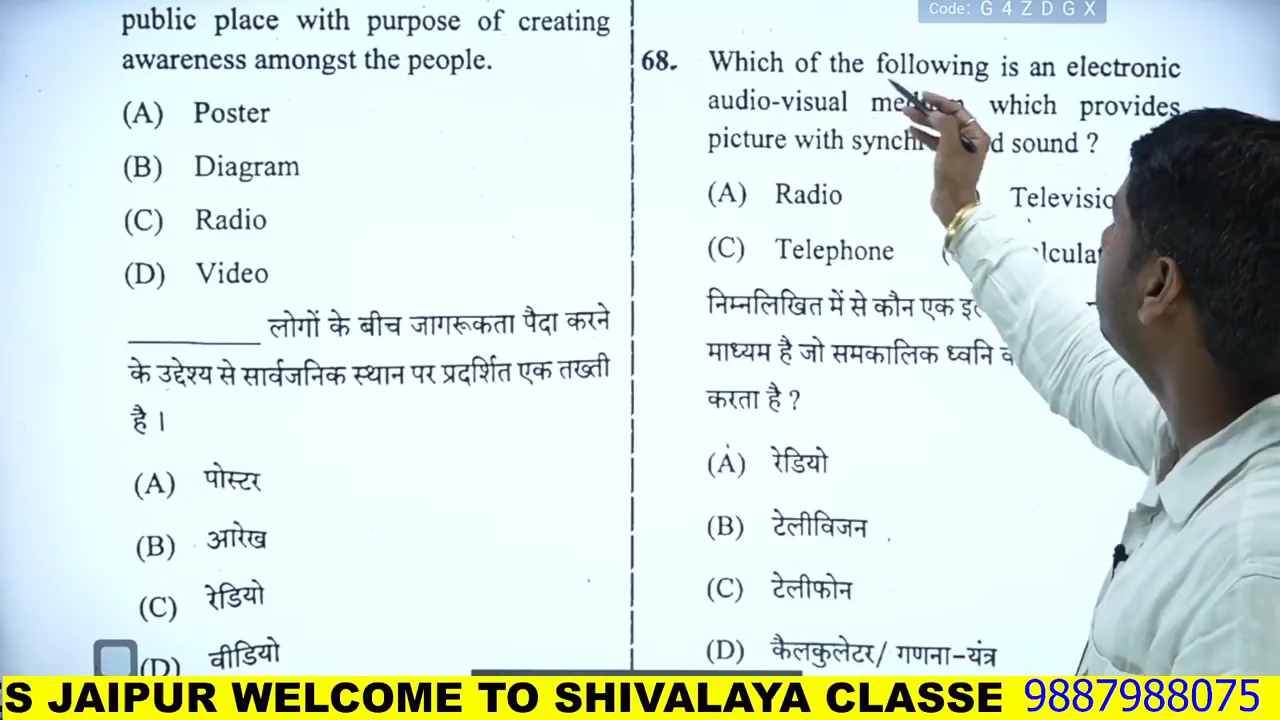 public place with purpose of creating
awareness amongst the people.
(A) Poster
(B) Diagram
(C) Radio
(D) Video
__________ लोगों के बीच जागरूकता पैदा करने
के उद्देश्य से सार्वजनिक स्थान पर प्रदर्शित एक तख्ती
है ।
(A) पोस्टर
(B) आरेख
(C) रेडियो
(D) वीडियो
Code: G 4 Z D G X
68. Which of the following is an electronic
audio-visual which provides
picture with sound ?
(A) Radio
(C) Telephone
निम्नलिखित में से कौन एक
माध्यम है जो समकालिक ध्वनि
करता है ?
(A) रेडियो
(B) टेलीविजन
(C) टेलीफोन
(D) कैलकुलेटर/ गणना-यंत्र
S JAIPUR WELCOME TO SHIVALAYA CLASSE 9887988075